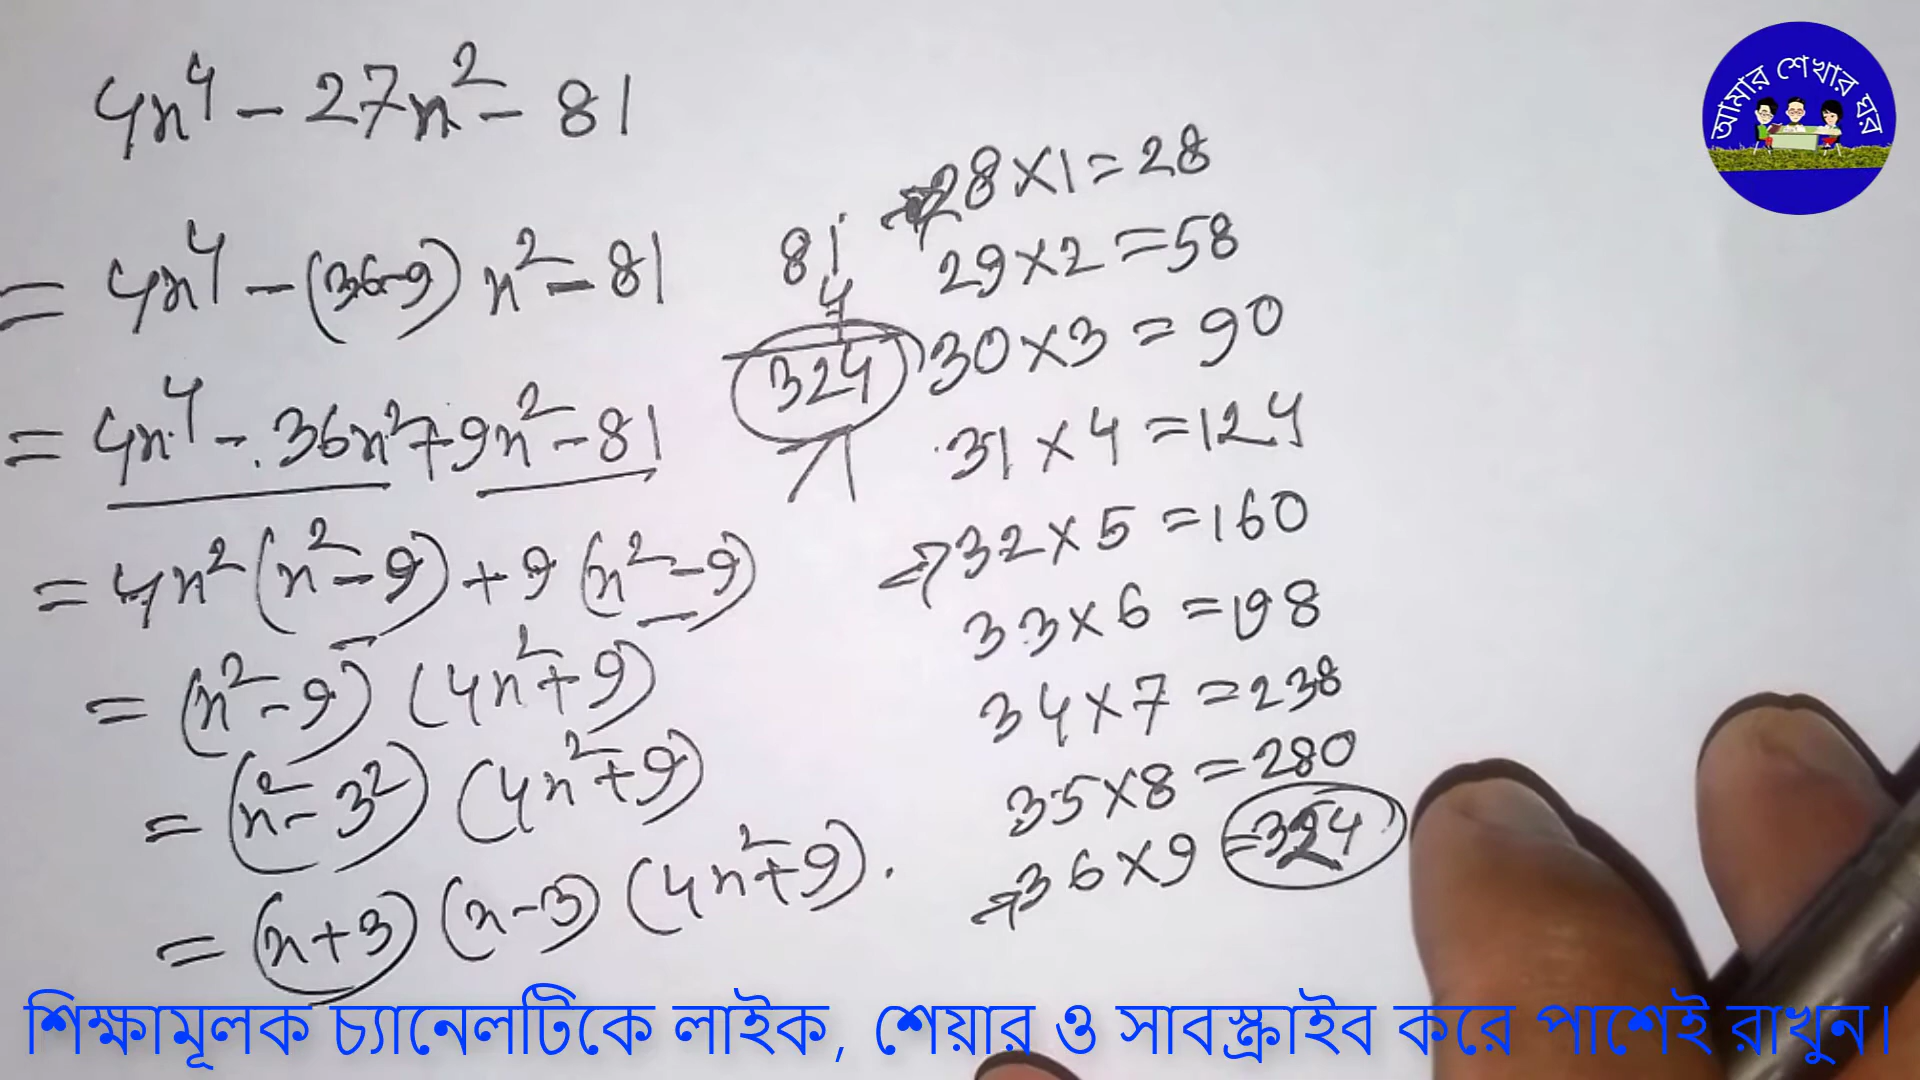 4x⁴ - 27x² - 81
= 4x⁴ - (36-9) x² - 81
= 4x⁴ - 36x² + 9x² - 81
= 4x² (x² - 9) + 9 (x² - 9)
= (x² - 9) (4x² + 9)
= (x² - 3²) (4x² + 9)
= (x+3) (x-3) (4x² + 9).
81
4
324
28 × 1 = 28
29 × 2 = 58
30 × 3 = 90
31 × 4 = 124
⇒ 32 × 5 = 160
33 × 6 = 198
34 × 7 = 238
35 × 8 = 280
⇒ 36 × 9 = 324
আমার শেখার ঘর
শিক্ষামূলক চ্যানেলটিকে লাইক, শেয়ার ও সাবস্ক্রাইব করে পাশেই রাখুন।